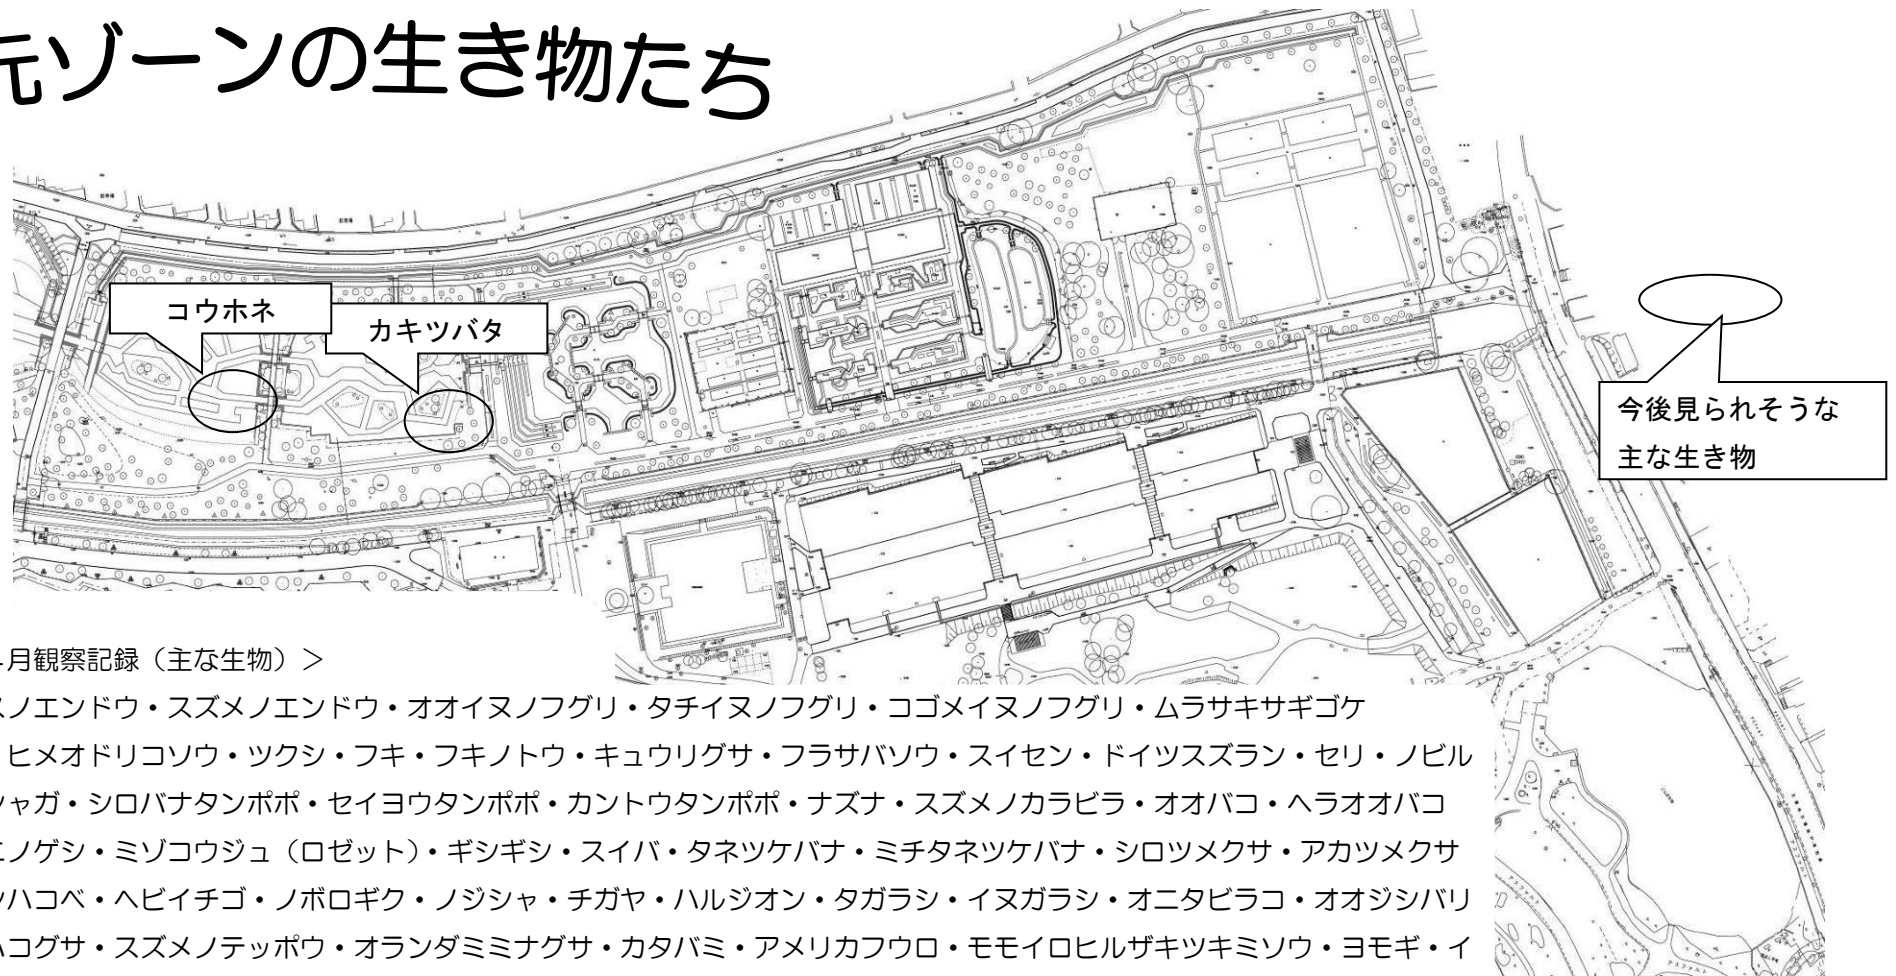 元ゾーンの生き物たち
コウホネ
カキツバタ
今後見られそうな
主な生き物
月観察記録（主な生物）＞
スノエンドウ・スズメノエンドウ・オオイヌノフグリ・タチイヌノフグリ・コゴメイヌノフグリ・ムラサキサギゴケ
・ヒメオドリコソウ・ツクシ・フキ・フキノトウ・キュウリグサ・フラサバソウ・スイセン・ドイツスズラン・セリ・ノビル
シャガ・シロバナタンポポ・セイヨウタンポポ・カントウタンポポ・ナズナ・スズメノカラビラ・オオバコ・ヘラオオバコ
ニノゲシ・ミゾコウジュ（ロゼット）・ギシギシ・スイバ・タネツケバナ・ミチタネツケバナ・シロツメクサ・アカツメクサ
ハコベ・ヘビイチゴ・ノボロギク・ノジシャ・チガヤ・ハルジオン・タガラシ・イヌガラシ・オニタビラコ・オオジシバリ
ハコグサ・スズメノテッポウ・オランダミミナグサ・カタバミ・アメリカフウロ・モモイロヒルザキツキミソウ・ヨモギ・イ